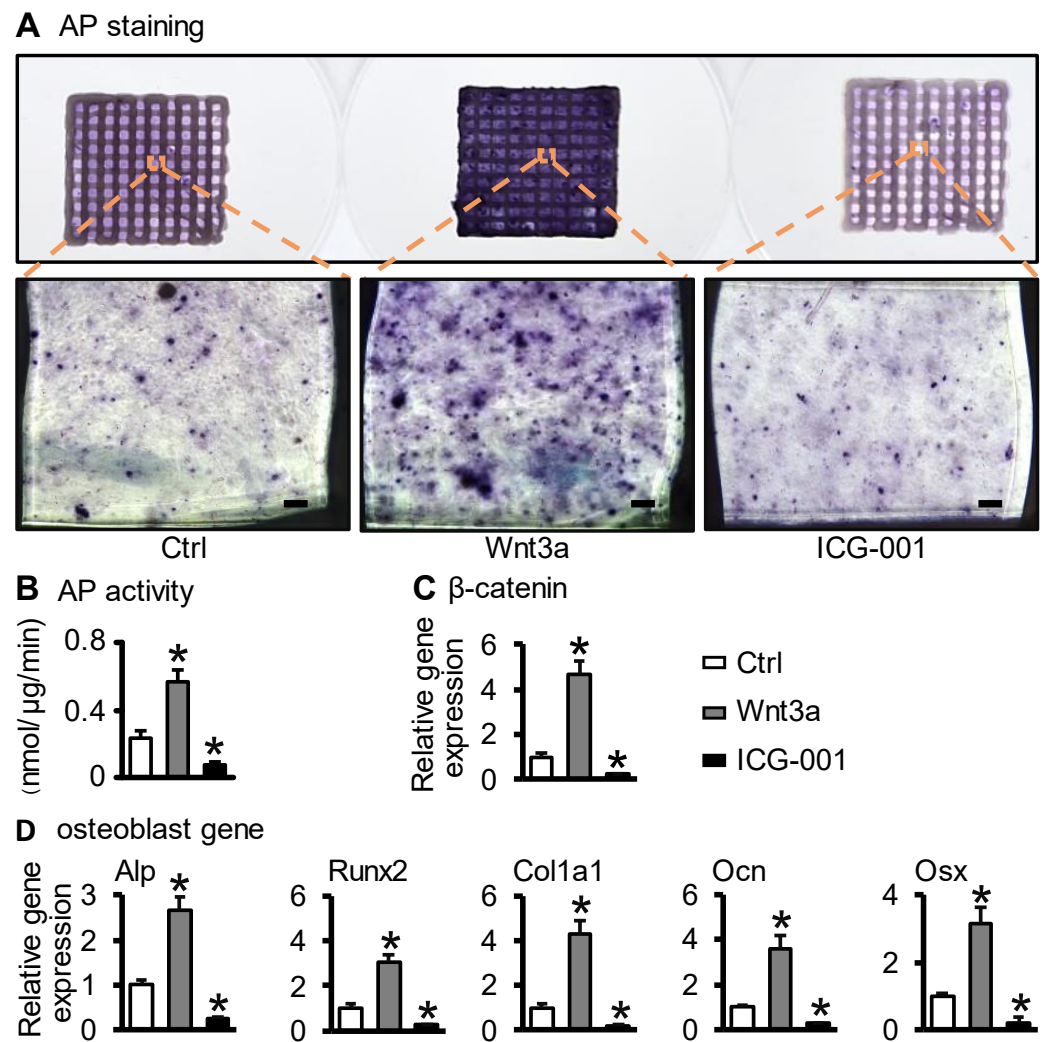 A AP staining
Ctrl
Wnt3a
ICG-001
B AP activity
(nmol/ μg/min)
0.8
0.4
0
*
*
C β-catenin
Relative gene
expression
6
4
2
0
*
*
Ctrl
Wnt3a
ICG-001
D osteoblast gene
Relative gene
expression
Alp
3
2
1
0
*
*
Runx2
6
4
2
0
*
*
Col1a1
6
4
2
0
*
*
Ocn
6
4
2
0
*
*
Osx
4
2
0
*
*